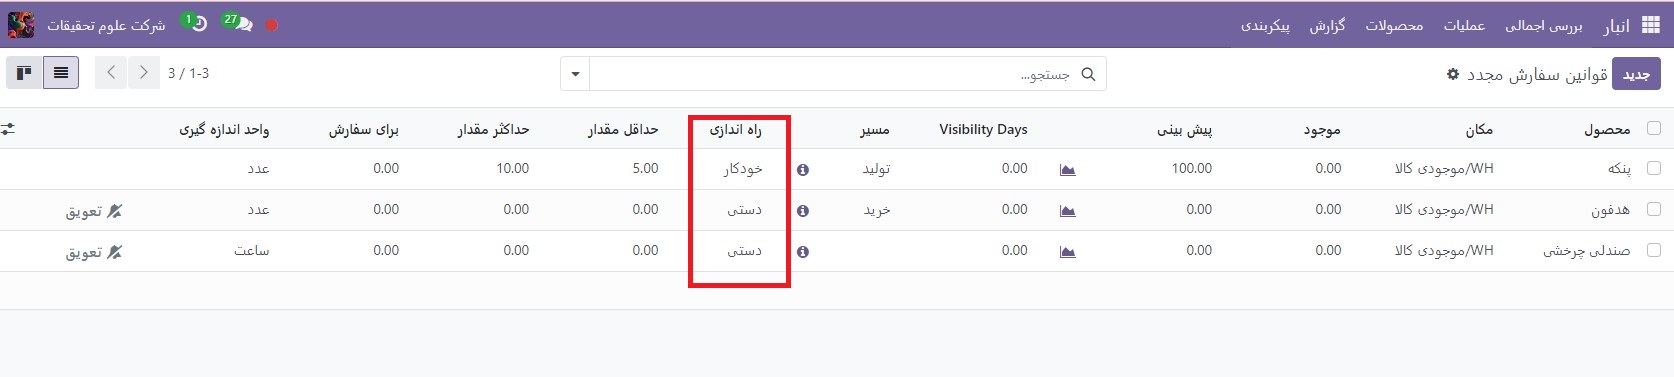 انبار بررسی اجمالی عملیات محصولات گزارش پیکربندی 27 1 شرکت علوم تحقیقات
جدید قوانین سفارش مجدد جستجو... 1-3 / 3
محصول مکان موجود پیش بینی Visibility Days مسیر راه اندازی حداقل مقدار حداکثر مقدار برای سفارش واحد اندازه گیری
پنکه WH/موجودی کالا 0.00 100.00 0.00 تولید خودکار 5.00 10.00 0.00 عدد
هدفون WH/موجودی کالا 0.00 0.00 0.00 خرید دستی 0.00 0.00 0.00 عدد تعویق
صندلی چرخشی WH/موجودی کالا 0.00 0.00 0.00 دستی 0.00 0.00 0.00 ساعت تعویق